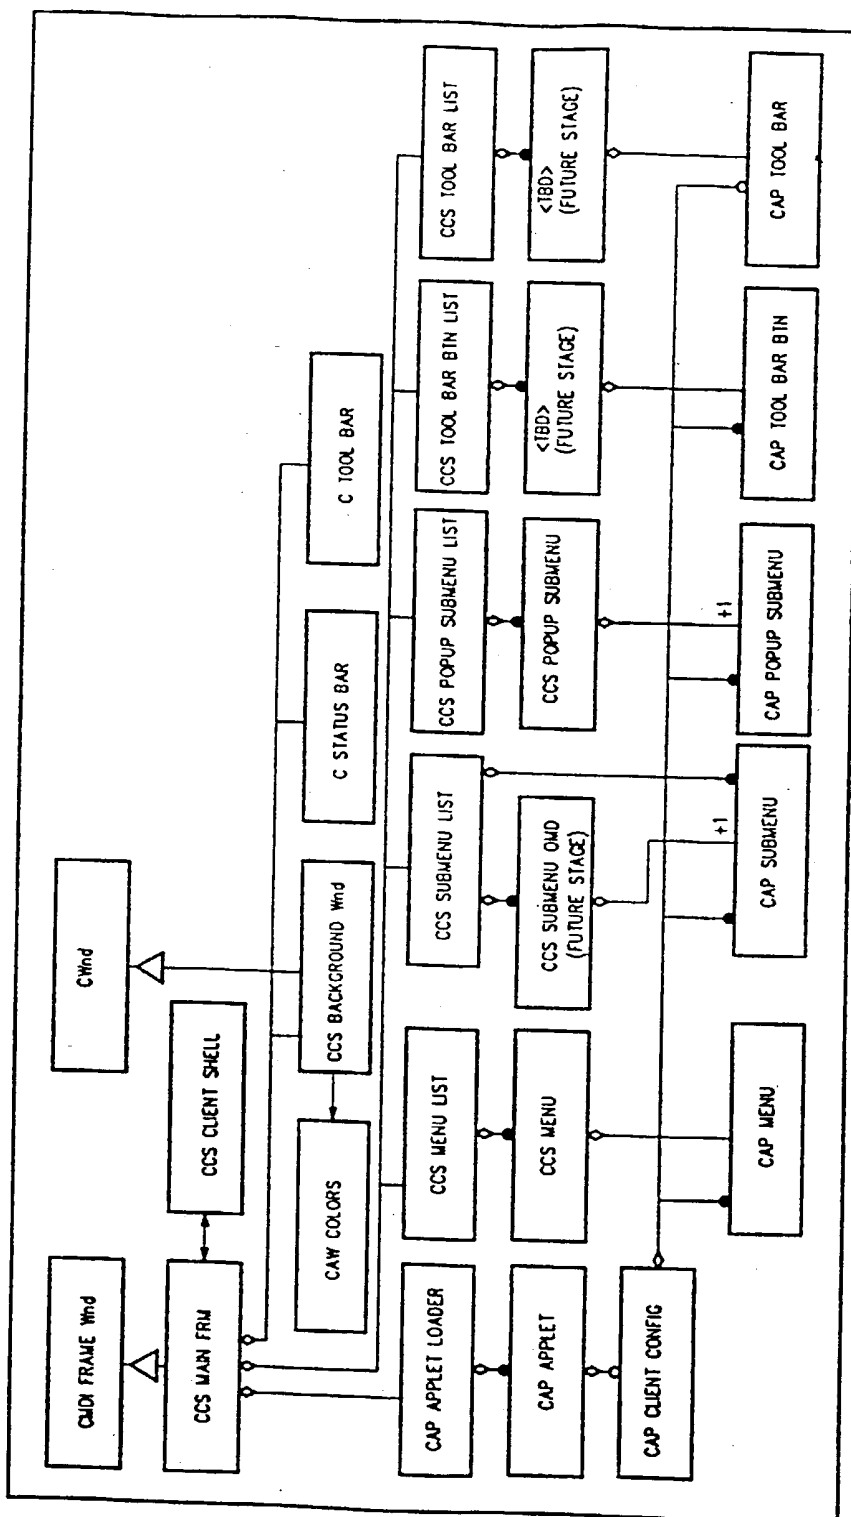 CMDI FRAME Wnd
CWnd
CCS MAIN FRM
CCS CLIENT SHELL
CAW COLORS
CCS BACKGROUND Wnd
C STATUS BAR
C TOOL BAR
CAP APPLET LOADER
CCS MENU LIST
CCS SUBMENU LIST
CCS POPUP SUBMENU LIST
CCS TOOL BAR BTN LIST
CCS TOOL BAR LIST
CAP APPLET
CCS MENU
CCS SUBMENU OMD
(FUTURE STAGE)
CCS POPUP SUBMENU
<TBD>
(FUTURE STAGE)
<TBD>
(FUTURE STAGE)
CAP CLIENT CONFIG
+1
+1
CAP MENU
CAP SUBMENU
CAP POPUP SUBMENU
CAP TOOL BAR BTN
CAP TOOL BAR